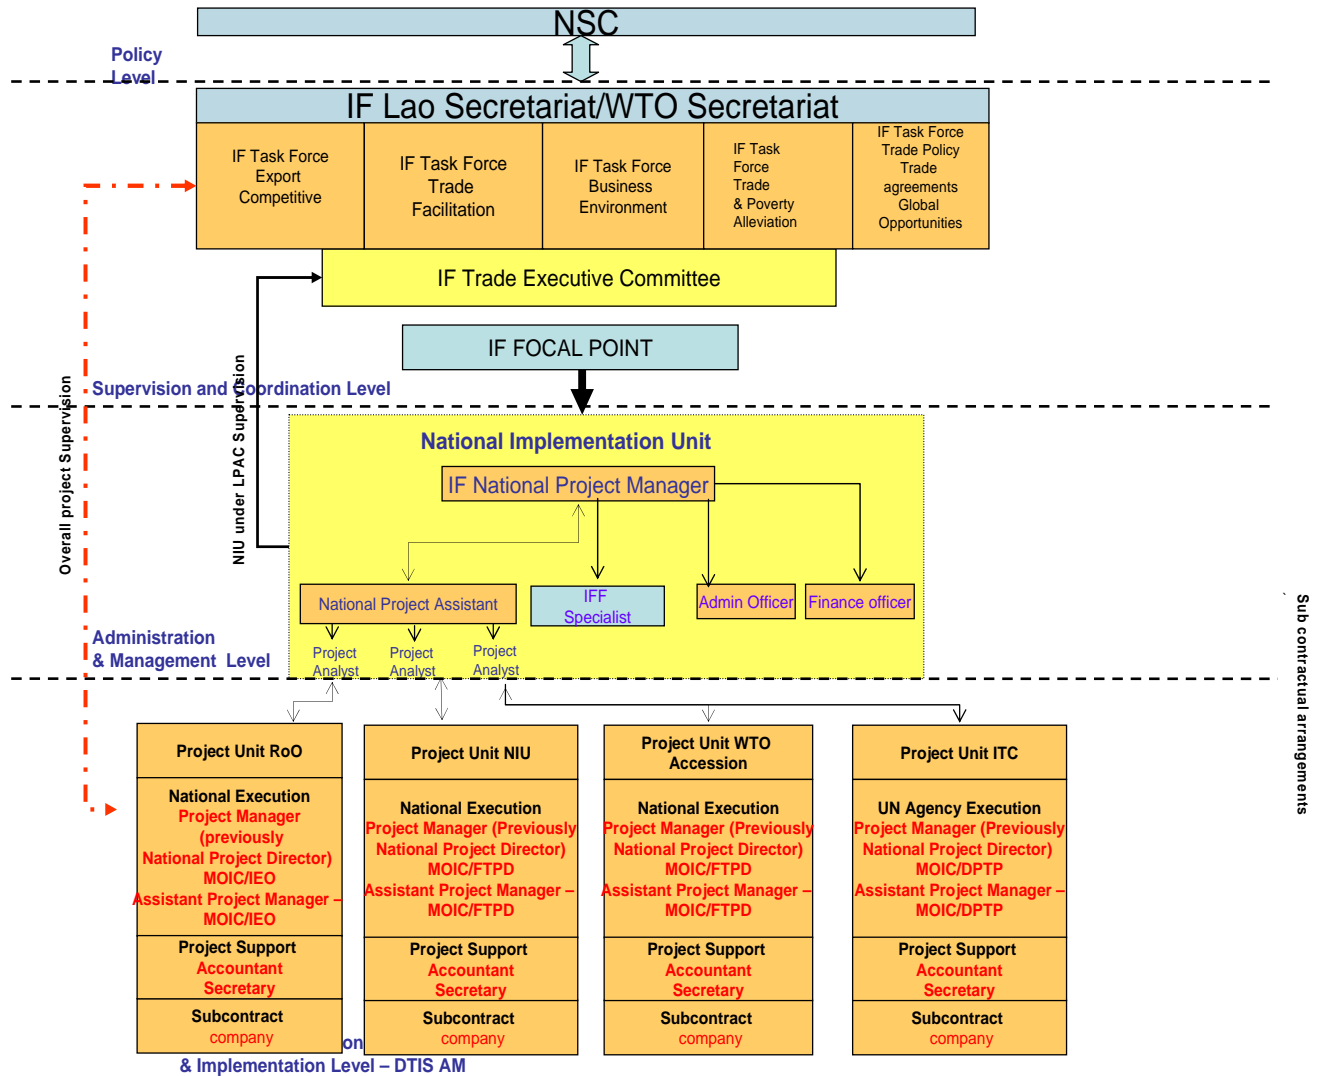 NSC
Policy
Level
IF Lao Secretariat/WTO Secretariat
IF Task Force
Export
Competitive
IF Task Force
Trade
Facilitation
IF Task Force
Business
Environment
IF Task
Force
Trade
& Poverty
Alleviation
IF Task Force
Trade Policy
Trade
agreements
Global
Opportunities
IF Trade Executive Committee
IF FOCAL POINT
Supervision and Coordination Level
Overall project Supervision
NIU under LPAC Supervision
National Implementation Unit
IF National Project Manager
National Project Assistant
IFF
Specialist
Admin Officer
Finance officer
Project
Analyst
Project
Analyst
Project
Analyst
Administration
& Management Level
Sub contractual arrangements
Project Unit RoO
National Execution
Project Manager
(previously
National Project Director)
MOIC/IEO
Assistant Project Manager –
MOIC/IEO
Project Support
Accountant
Secretary
Subcontract
company
Project Unit NIU
National Execution
Project Manager (Previously
National Project Director)
MOIC/FTPD
Assistant Project Manager –
MOIC/FTPD
Project Support
Accountant
Secretary
Subcontract
company
Project Unit WTO
Accession
National Execution
Project Manager (Previously
National Project Director)
MOIC/FTPD
Assistant Project Manager –
MOIC/FTPD
Project Support
Accountant
Secretary
Subcontract
company
Project Unit ITC
UN Agency Execution
Project Manager (Previously
National Project Director)
MOIC/DPTP
Assistant Project Manager –
MOIC/DPTP
Project Support
Accountant
Secretary
Subcontract
company
& Implementation Level – DTIS AM